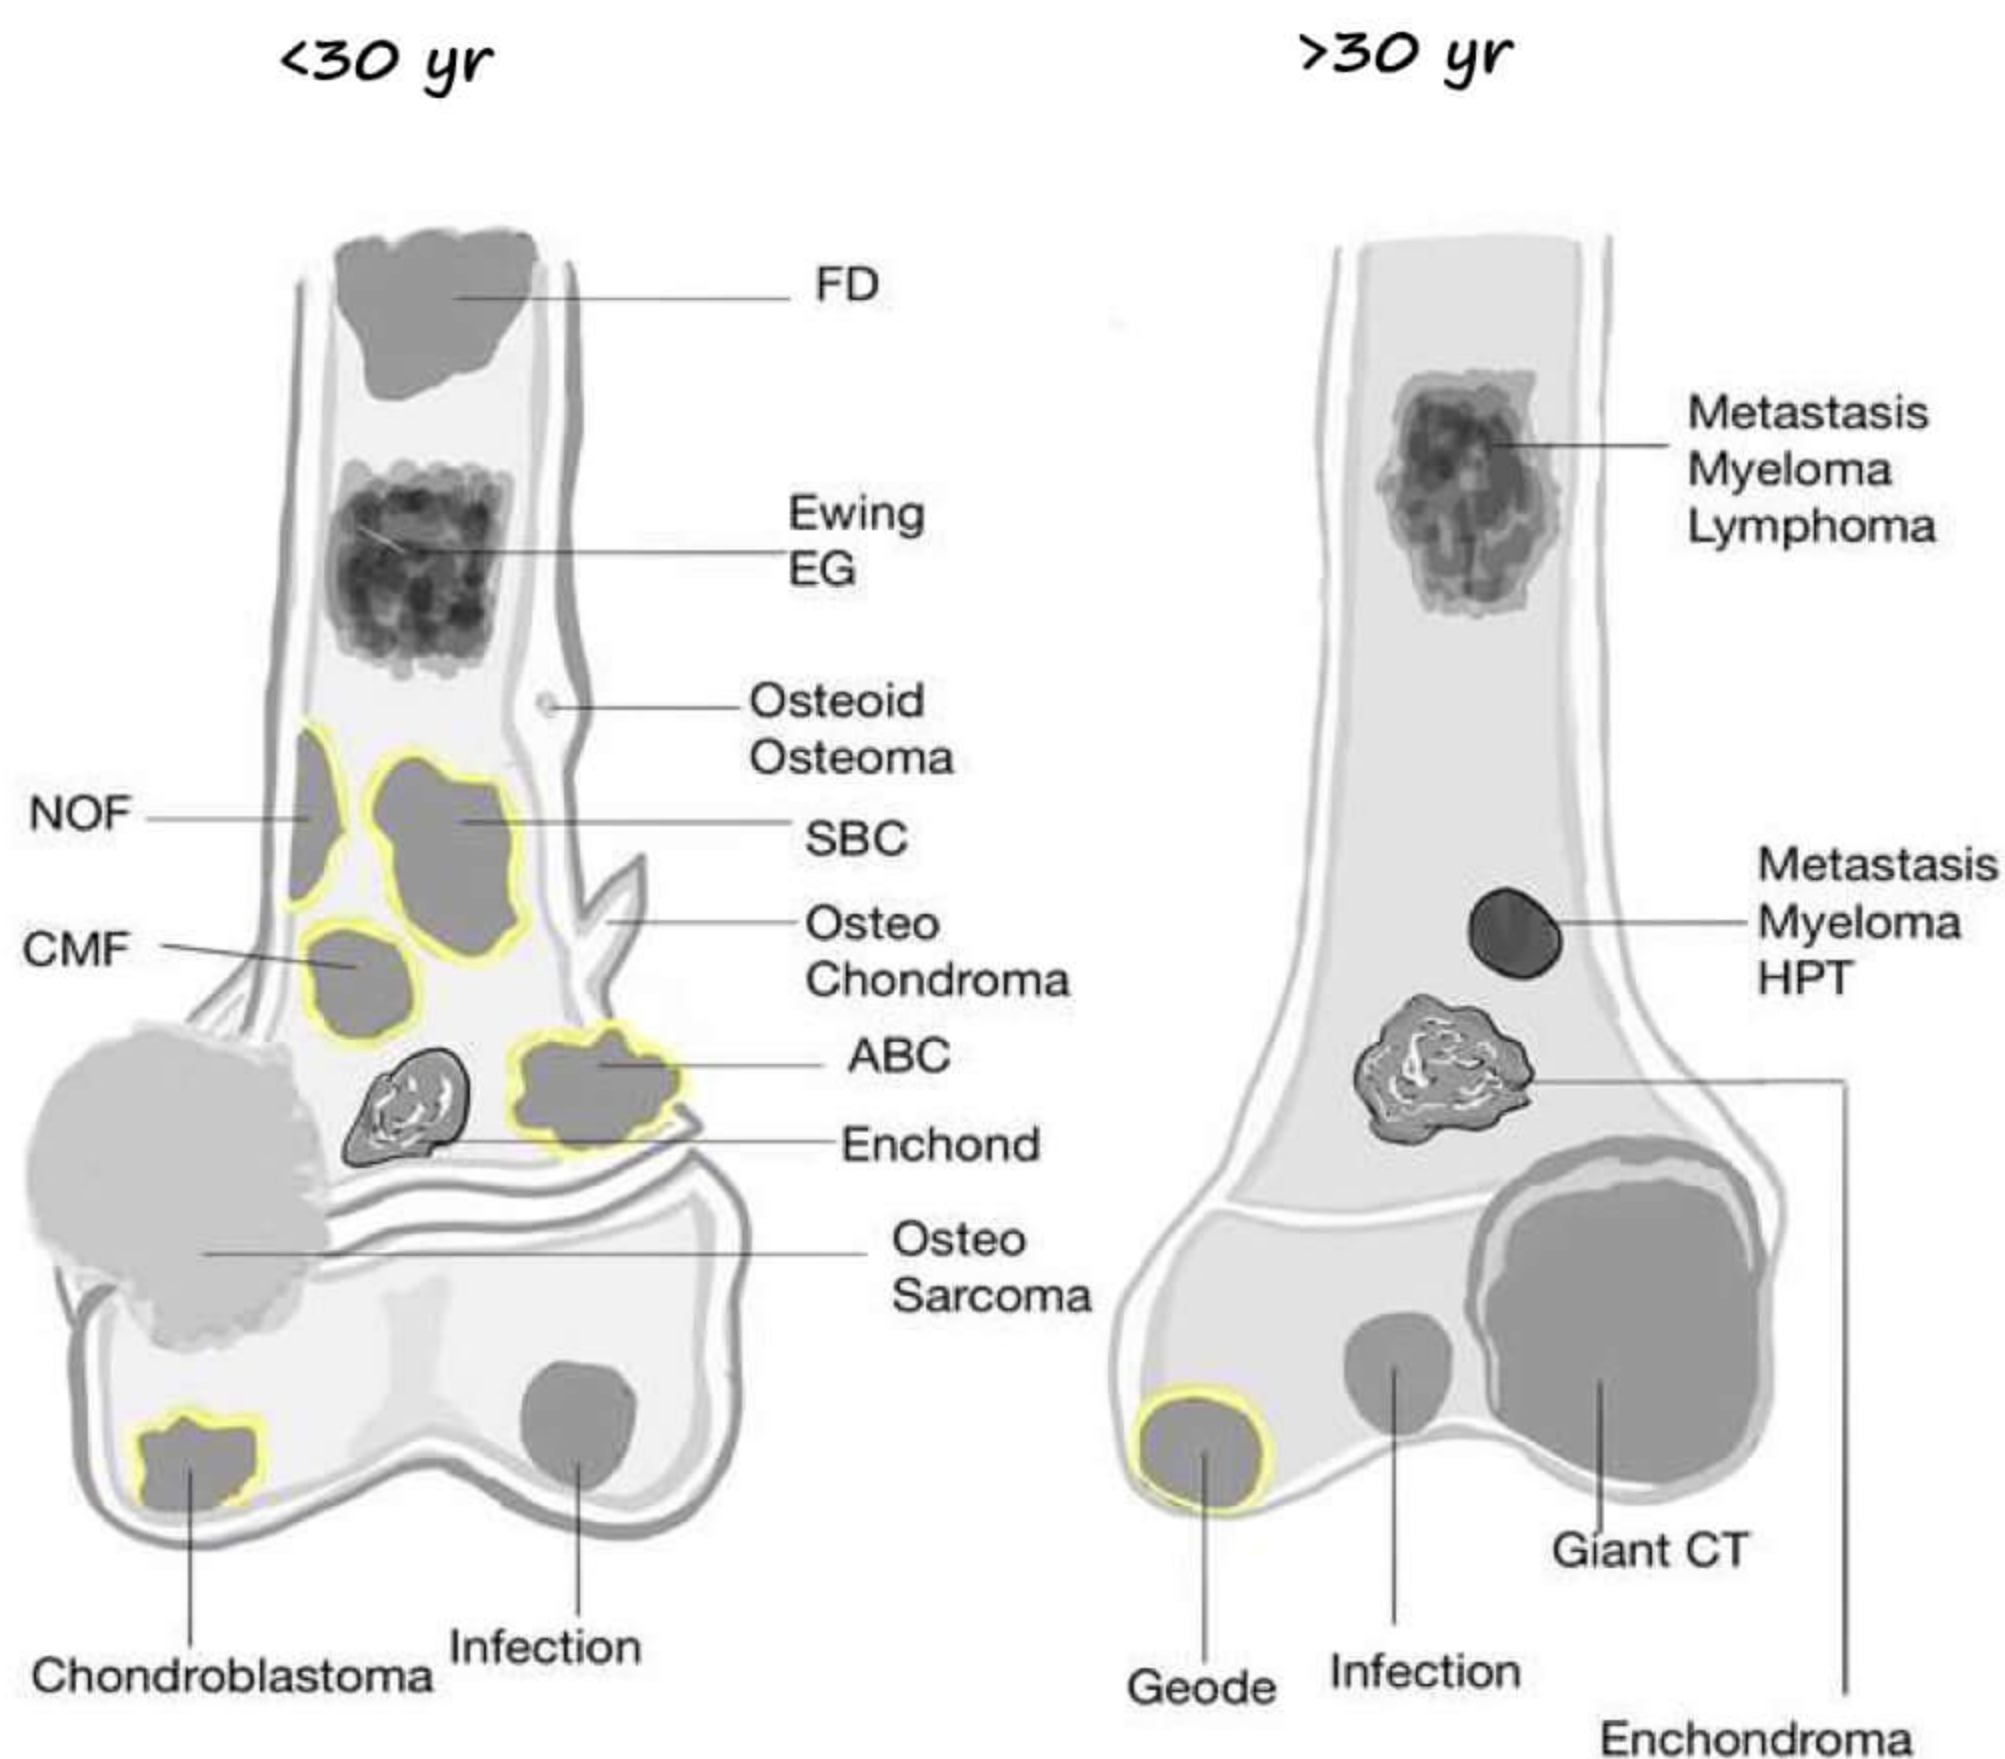 <30 yr
>30 yr
FD
Ewing
EG
Osteoid
Osteoma
NOF
SBC
CMF
Osteo
Chondroma
ABC
Enchond
Osteo
Sarcoma
Chondroblastoma
Infection
Metastasis
Myeloma
Lymphoma
Metastasis
Myeloma
HPT
Giant CT
Geode
Infection
Enchondroma